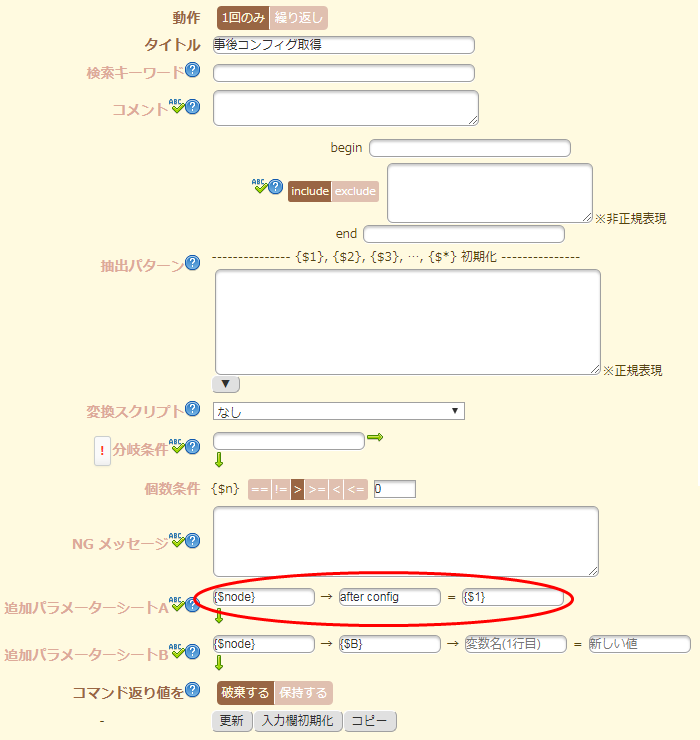 動作 1回のみ 繰り返し
タイトル 事後コンフィグ取得
検索キーワード ?
コメント ABC ?
begin
ABC ? include exclude ※非正規表現
end
抽出パターン ? --------------- {$1}, {$2}, {$3}, …, {$*} 初期化 ---------------
※正規表現
▼
変換スクリプト ? なし ▼
! 分岐条件 ABC ?
個数条件 {$n} == != > >= < <= 0
NG メッセージ ABC ?
追加パラメーターシートA ABC ? {$node} → after config = {$1}
追加パラメーターシートB ABC ? {$node} → {$B} → 変数名(1行目) = 新しい値
コマンド返り値を ? 破棄する 保持する
- 更新 入力欄初期化 コピー